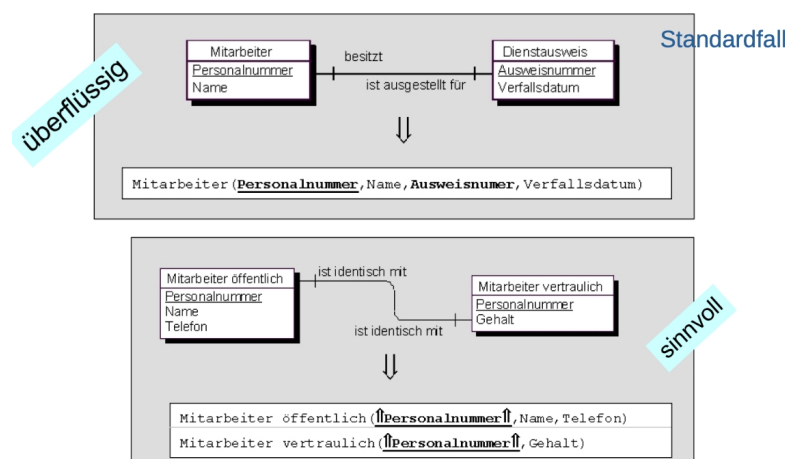 Standardfall
überflüssig
Mitarbeiter
Personalnummer
Name
besitzt
ist ausgestellt für
Dienstausweis
Ausweisnummer
Verfallsdatum
⇓
Mitarbeiter(Personalnummer,Name,Ausweisnumer,Verfallsdatum)
Mitarbeiter öffentlich
Personalnummer
Name
Telefon
ist identisch mit
ist identisch mit
Mitarbeiter vertraulich
Personalnummer
Gehalt
sinnvoll
⇓
Mitarbeiter öffentlich(⇑Personalnummer⇑,Name,Telefon)
Mitarbeiter vertraulich(⇑Personalnummer⇑,Gehalt)